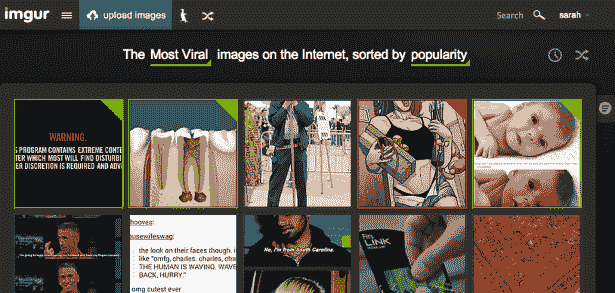 imgur
upload images
Search
sarah
The Most Viral images on the Internet, sorted by popularity
WARNING.
S PROGRAM CONTAINS EXTREME CONTE
TER WHICH MOST WILL FIND DISTURBI
ER DISCRETION IS REQUIRED AND ADV
hooveis:
usewifeswag:
the look on their faces though. i
like "omfg, charles. charles, cha
THE HUMAN IS WAVING. WAVE
BACK, HURRY."
omg cutest ever
No, I'm from South Carolina.
LINK